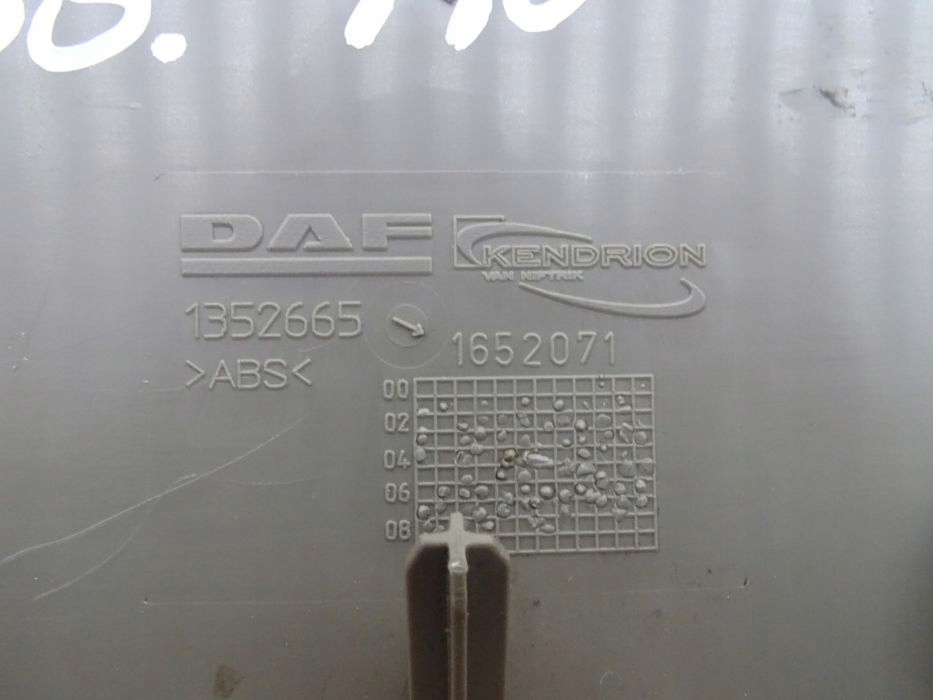 DAF
KENDRION
VAN NIFTRIK
1352665
1652071
>ABS<
00
02
04
06
08